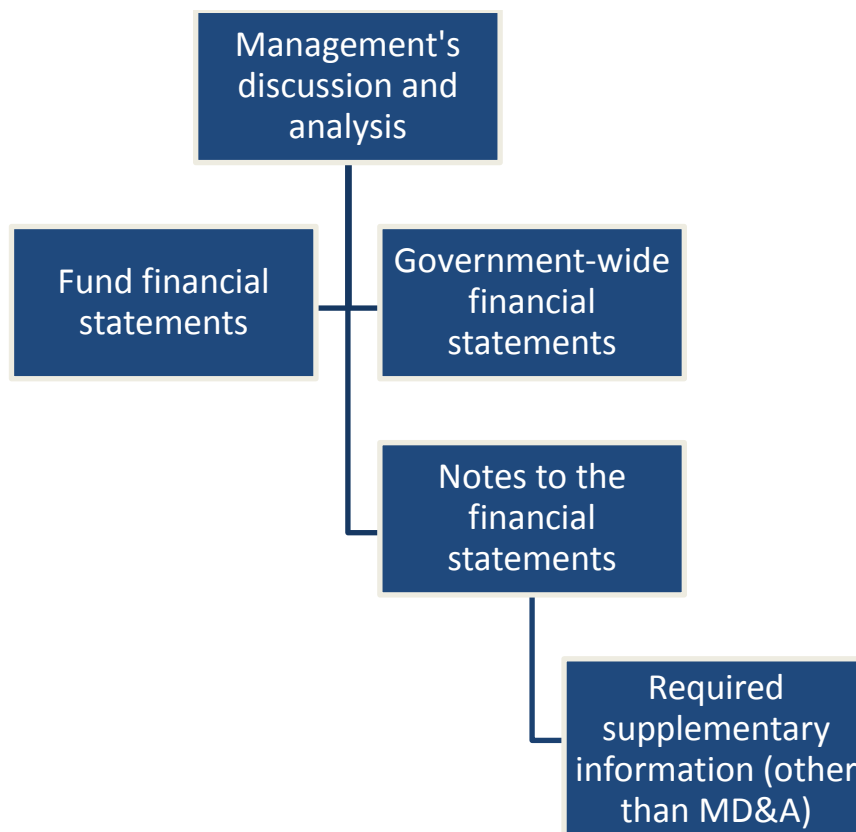 Management's
discussion and
analysis
Fund financial
statements
Government-wide
financial
statements
Notes to the
financial
statements
Required
supplementary
information (other
than MD&A)